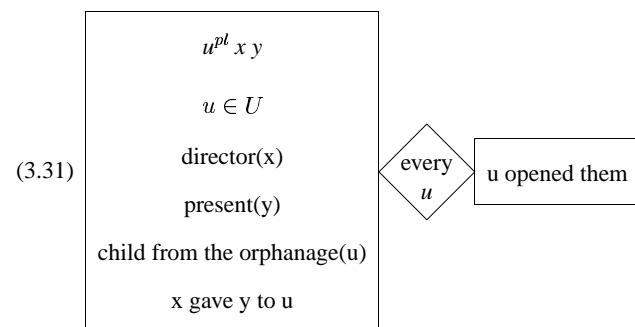 u^{pl} x y
u ∈ U
director(x)
(3.31)
present(y)
child from the orphanage(u)
x gave y to u
every
u
u opened them